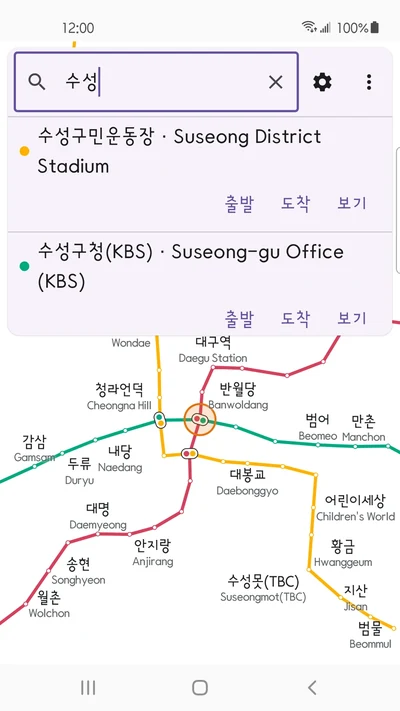 12:00
100%
수성
수성구민운동장 · Suseong District
Stadium
출발 도착 보기
수성구청(KBS) · Suseong-gu Office
(KBS)
출발 도착 보기
Wondae
대구역
Daegu Station
청라언덕
Cheongna Hill
반월당
Banwoldang
범어
Beomeo
만촌
Manchon
감삼
Gamsam
두류
Duryu
내당
Naedang
대봉교
Daebonggyo
대명
Daemyeong
안지랑
Anjirang
어린이세상
Children's World
황금
Hwanggeum
송현
Songhyeon
수성못(TBC)
Suseongmot(TBC)
지산
Jisan
월촌
Wolchon
범물
Beommul